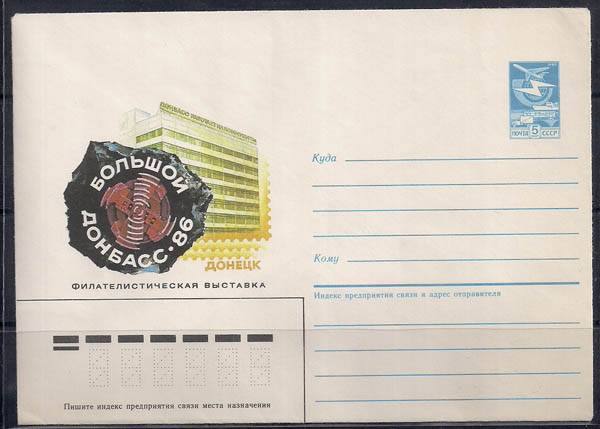 БОЛЬШОЙ
ДОНБАСС·86
ДОНЕЦК
ФИЛАТЕЛИСТИЧЕСКАЯ ВЫСТАВКА
ПОЧТА 5 СССР
Куда
Кому
Индекс предприятия связи и адрес отправителя
Пишите индекс предприятия связи места назначения